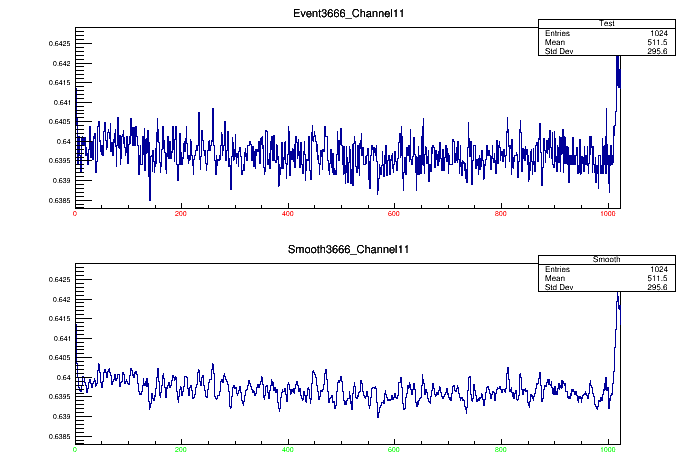 Event3666_Channel11
Test
Entries 1024
Mean 511.5
Std Dev 295.6
0.6425
0.642
0.6415
0.641
0.6405
0.64
0.6395
0.639
0.6385
0 200 400 600 800 1000
Smooth3666_Channel11
Smooth
Entries 1024
Mean 511.5
Std Dev 295.6
0.6425
0.642
0.6415
0.641
0.6405
0.64
0.6395
0.639
0.6385
0 200 400 600 800 1000